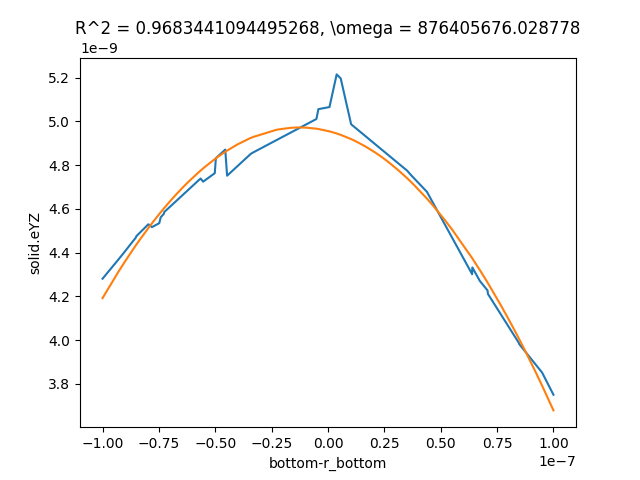 R^2 = 0.9683441094495268, \omega = 876405676.028778
1e−9
5.2
5.0
4.8
4.6
4.4
4.2
4.0
3.8
solid.eYZ
−1.00 −0.75 −0.50 −0.25 0.00 0.25 0.50 0.75 1.00
bottom-r_bottom
1e−7